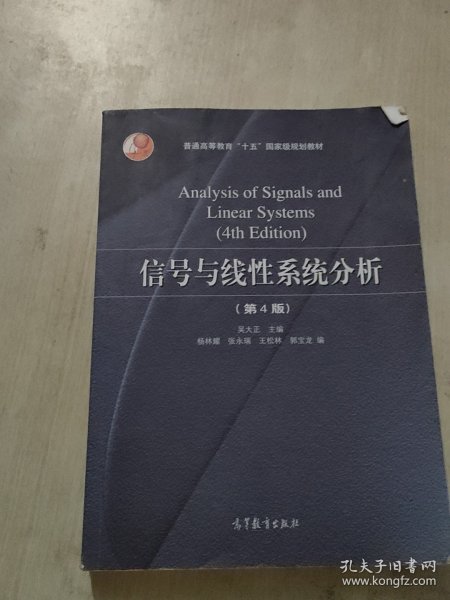 普通高等教育“十五”国家级规划教材
Analysis of Signals and
Linear Systems
(4th Edition)
信号与线性系统分析
(第4版)
吴大正 主编
杨林耀 张永瑞 王松林 郭宝龙 编
高等教育出版社
孔夫子旧书网
www.kongfz.com